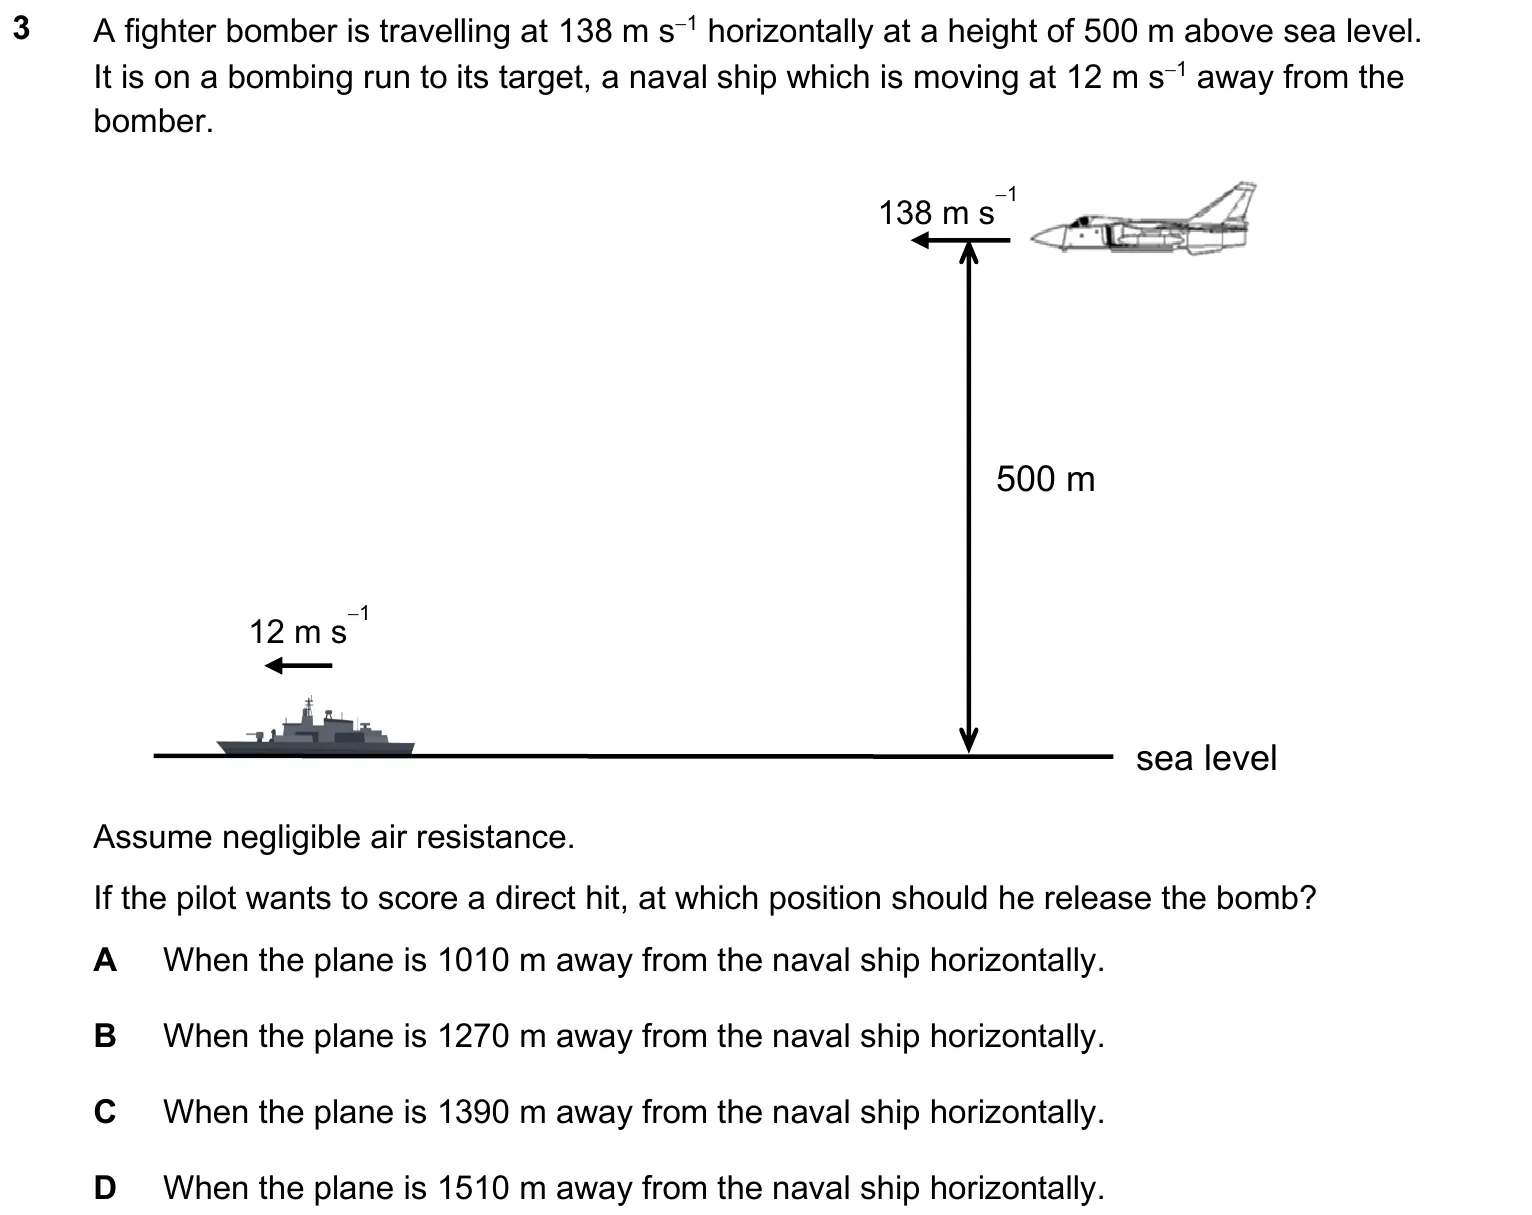 3 A fighter bomber is travelling at 138 m s⁻¹ horizontally at a height of 500 m above sea level.
It is on a bombing run to its target, a naval ship which is moving at 12 m s⁻¹ away from the
bomber.
138 m s⁻¹
500 m
12 m s⁻¹
sea level
Assume negligible air resistance.
If the pilot wants to score a direct hit, at which position should he release the bomb?
A When the plane is 1010 m away from the naval ship horizontally.
B When the plane is 1270 m away from the naval ship horizontally.
C When the plane is 1390 m away from the naval ship horizontally.
D When the plane is 1510 m away from the naval ship horizontally.